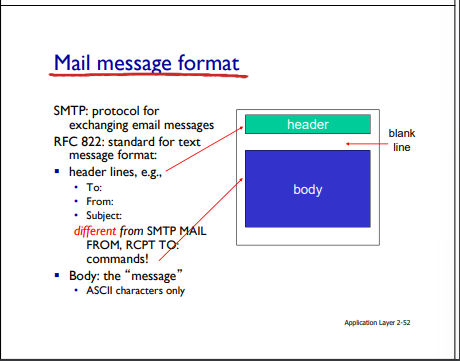 Mail message format
SMTP: protocol for
exchanging email messages
RFC 822: standard for text
message format:
▪ header lines, e.g.,
• To:
• From:
• Subject:
different from SMTP MAIL
FROM, RCPT TO:
commands!
▪ Body: the “message”
• ASCII characters only
header
blank
line
body
Application Layer 2-52